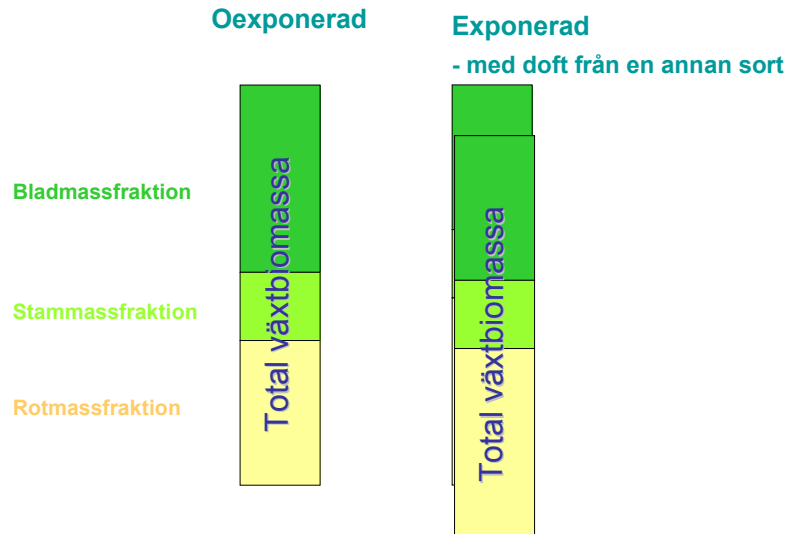 Oexponerad
Exponerad
- med doft från en annan sort
Bladmassfraktion
Stammassfraktion
Rotmassfraktion
Total växtbiomassa
Total växtbiomassa